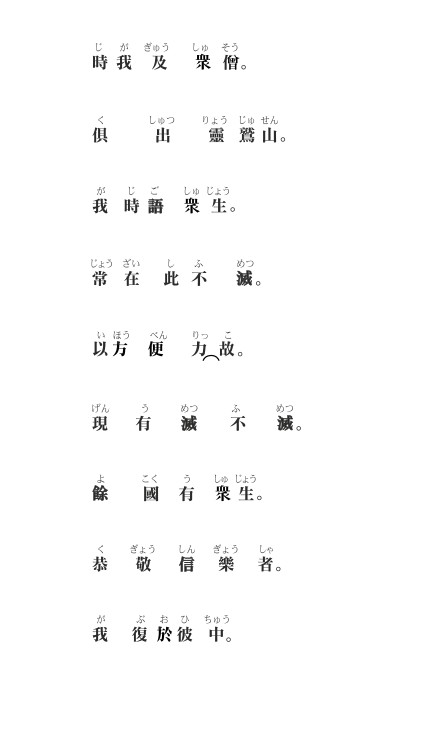 じ が ぎゅう しゅ そう
時我及衆僧。
く しゅつ りょう じゅ せん
俱出靈鷲山。
が じ ご しゅ じょう
我時語衆生。
じょう ざい し ふ めつ
常在此不滅。
い ほう べん りっ こ
以方便力故。
げん う めつ ふ めつ
現有滅不滅。
よ こく う しゅ じょう
餘國有衆生。
く ぎょう しん ぎょう しゃ
恭敬信樂者。
が ぶ お ひ ちゅう
我復於彼中。